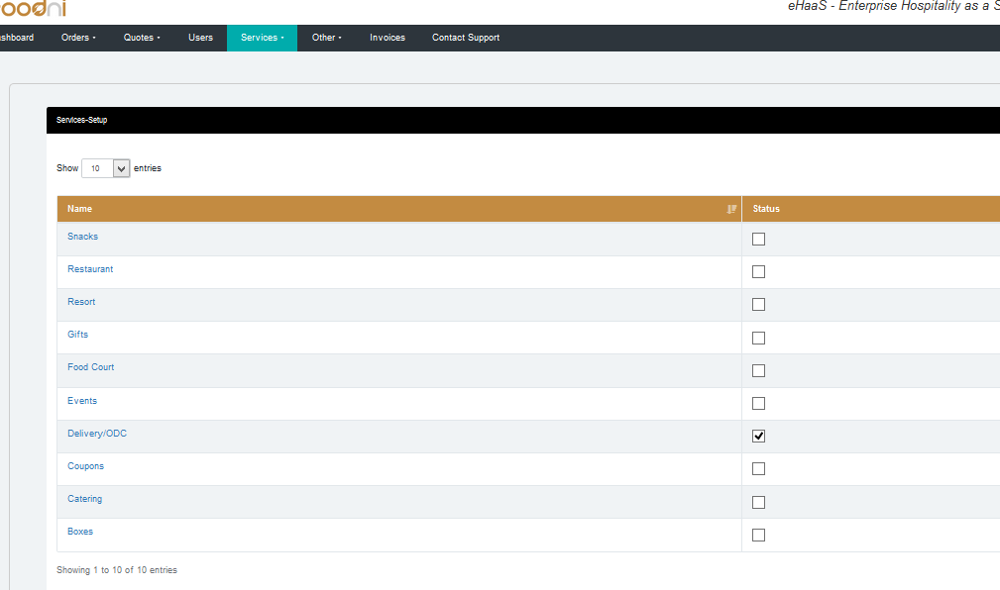 oodni
eHaaS - Enterprise Hospitality as a S
shboard Orders Quotes Users Services Other Invoices Contact Support
Services-Setup
Show 10 entries
Name Status
Snacks
Restaurant
Resort
Gifts
Food Court
Events
Delivery/ODC
Coupons
Catering
Boxes
Showing 1 to 10 of 10 entries